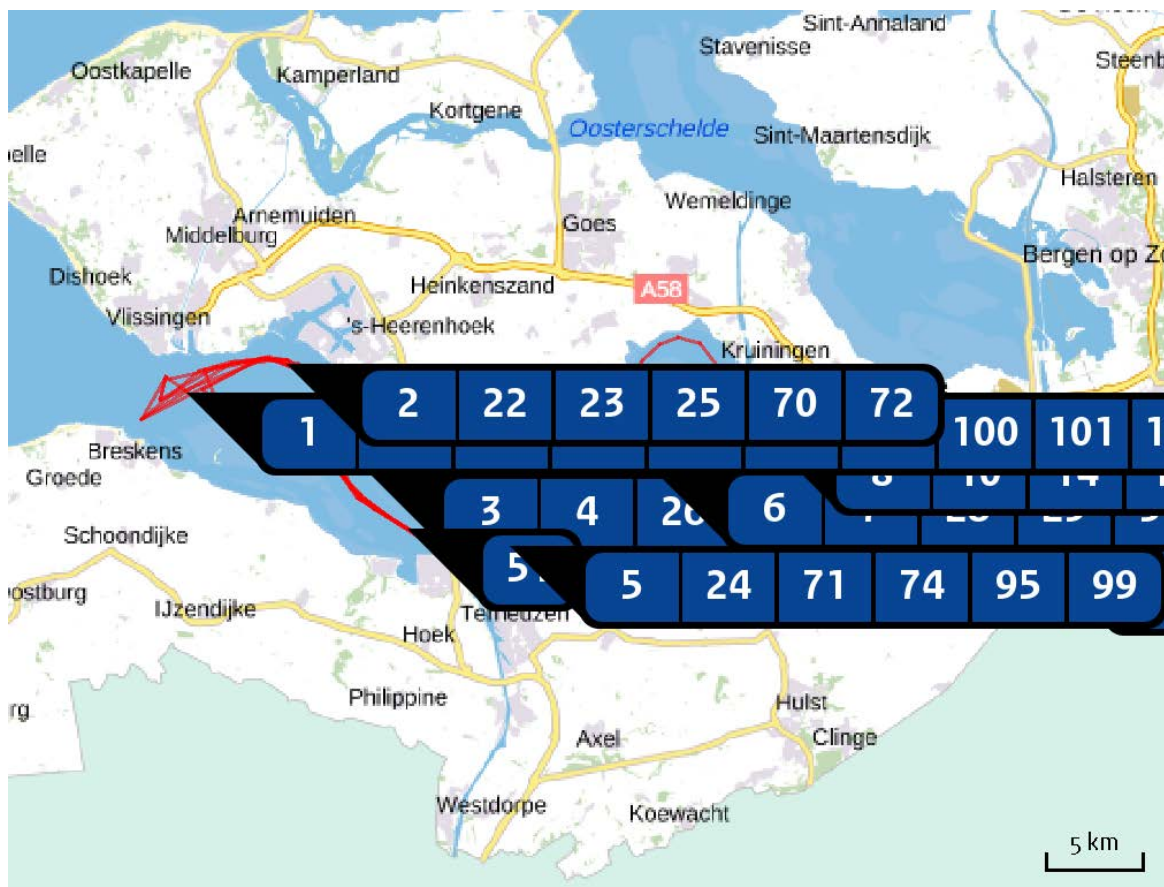 Sint-Annaland
Stavenisse
Oostkapelle
Kamperland
Kortgene
Oosterschelde
Sint-Maartensdijk
Halsteren
Wemeldinge
Arnemuiden
Middelburg
Goes
Bergen op Zo
Dishoek
Heinkenszand
A58
Vlissingen
's-Heerenhoek
Kruiningen
2 22 23 25 70 72
1 100 101
Breskens
Groede
3 4 26 6
Schoondijke
5 24 71 74 95 99
IJzendijke
Terneuzen
Hoek
Philippine
Hulst
Axel
Clinge
Westdorpe
Koewacht
5 km